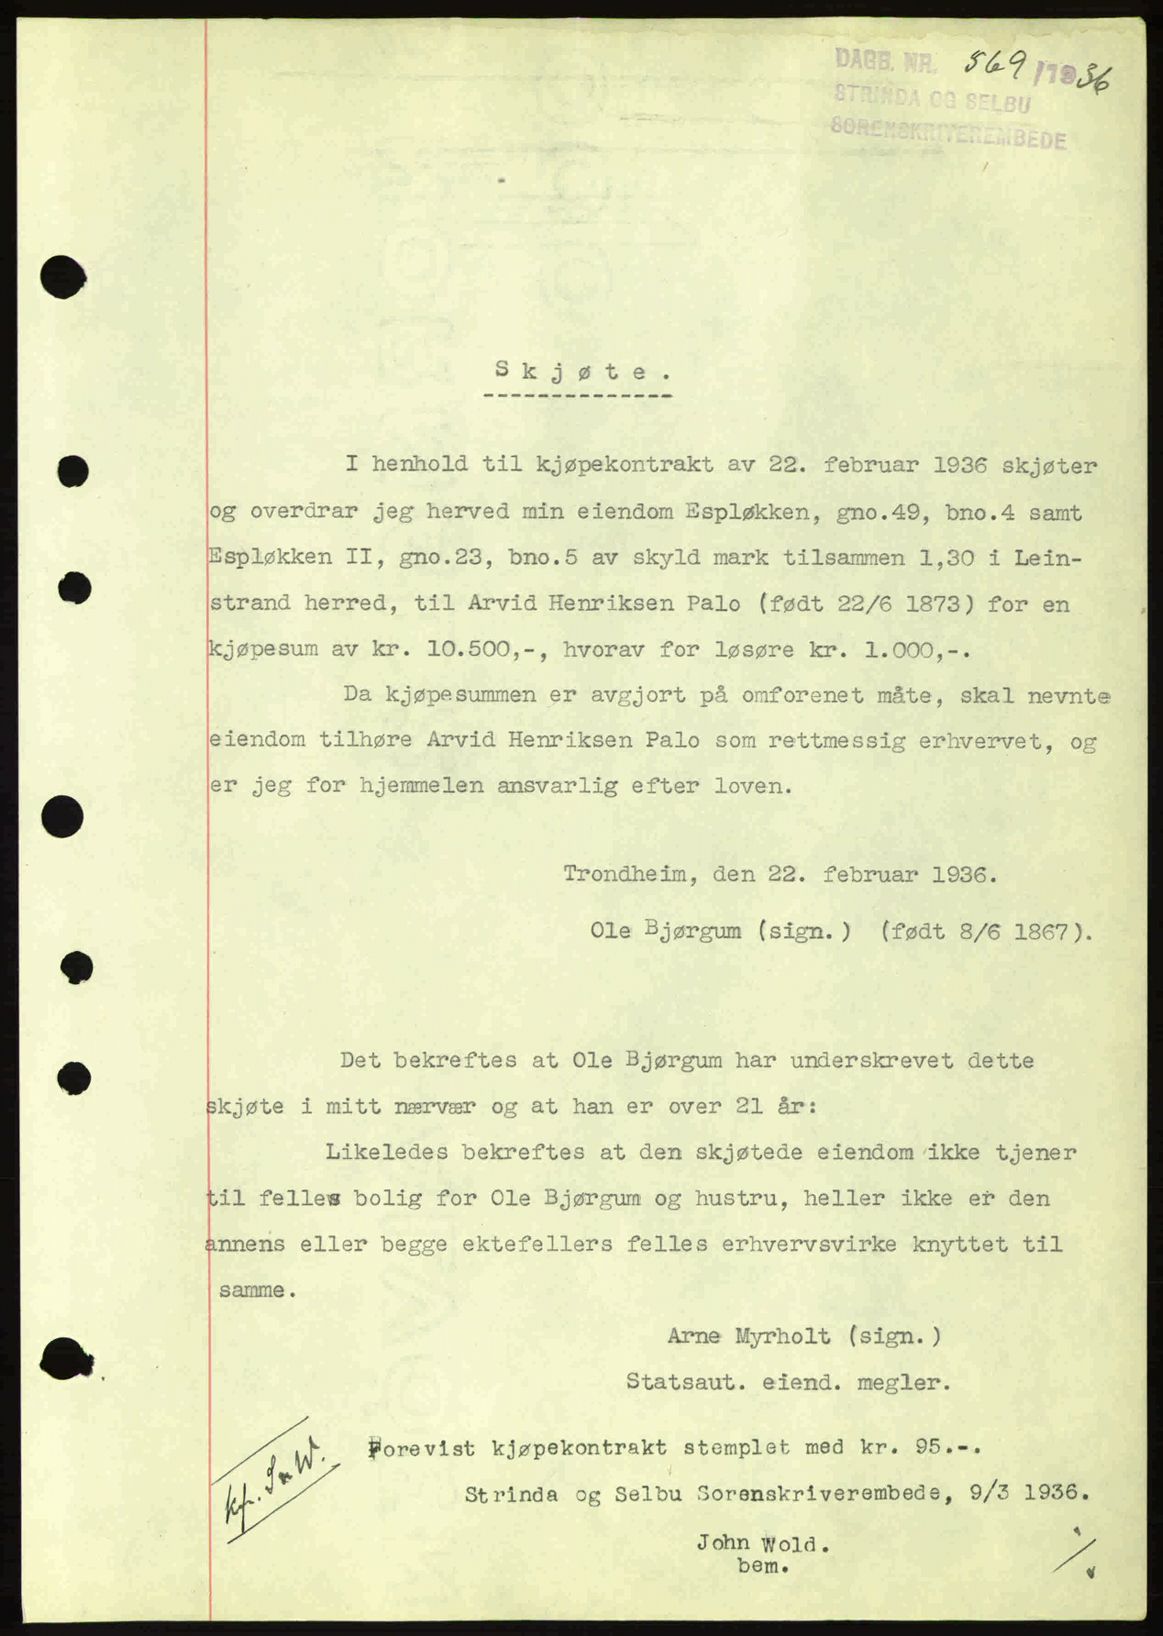 DAGB. NR. 569/1936
STRINDA OG SELBU
SORENSKRIVEREMBEDE
Skjøte.
I henhold til kjøpekontrakt av 22. februar 1936 skjøter
og overdrar jeg herved min eiendom Espløkken, gno.49, bno.4 samt
Espløkken II, gno.23, bno.5 av skyld mark tilsammen 1,30 i Lein-
strand herred, til Arvid Henriksen Palo (født 22/6 1873) for en
kjøpesum av kr. 10.500,-, hvorav for løsøre kr. 1.000,-.
Da kjøpesummen er avgjort på omforenet måte, skal nevnte
eiendom tilhøre Arvid Henriksen Palo som rettmessig erhvervet, og
er jeg for hjemmelen ansvarlig efter loven.
Trondheim, den 22. februar 1936.
Ole Bjørgum (sign.) (født 8/6 1867).
Det bekreftes at Ole Bjørgum har underskrevet dette
skjøte i mitt nærvær og at han er over 21 år:
Likeledes bekreftes at den skjøtede eiendom ikke tjener
til felles bolig for Ole Bjørgum og hustru, heller ikke er den
annens eller begge ektefellers felles erhvervsvirke knyttet til
samme.
Arne Myrholt (sign.)
Statsaut. eiend. megler.
Forevist kjøpekontrakt stemplet med kr. 95.-.
Strinda og Selbu Sorenskriverembede, 9/3 1936.
John Wold.
bem.